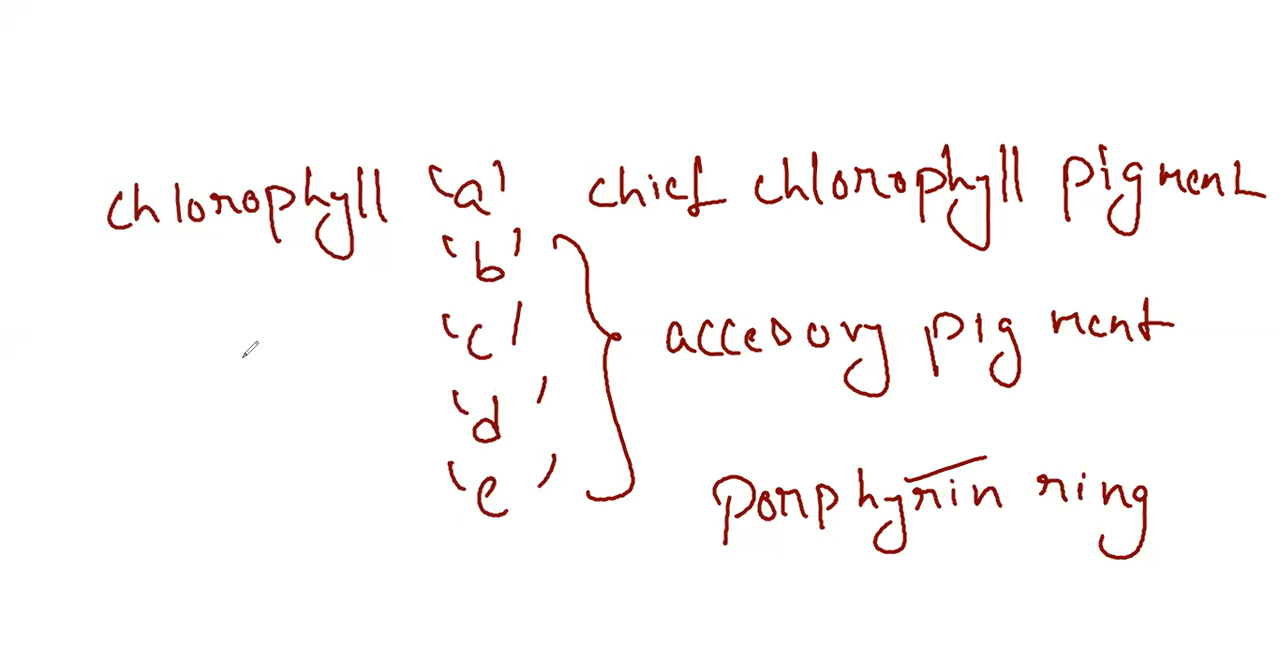 chlorophyll 'a' chief chlorophyll pigment
'b'
'c'
accesory pigment
'd'
'e'
porphyrin ring